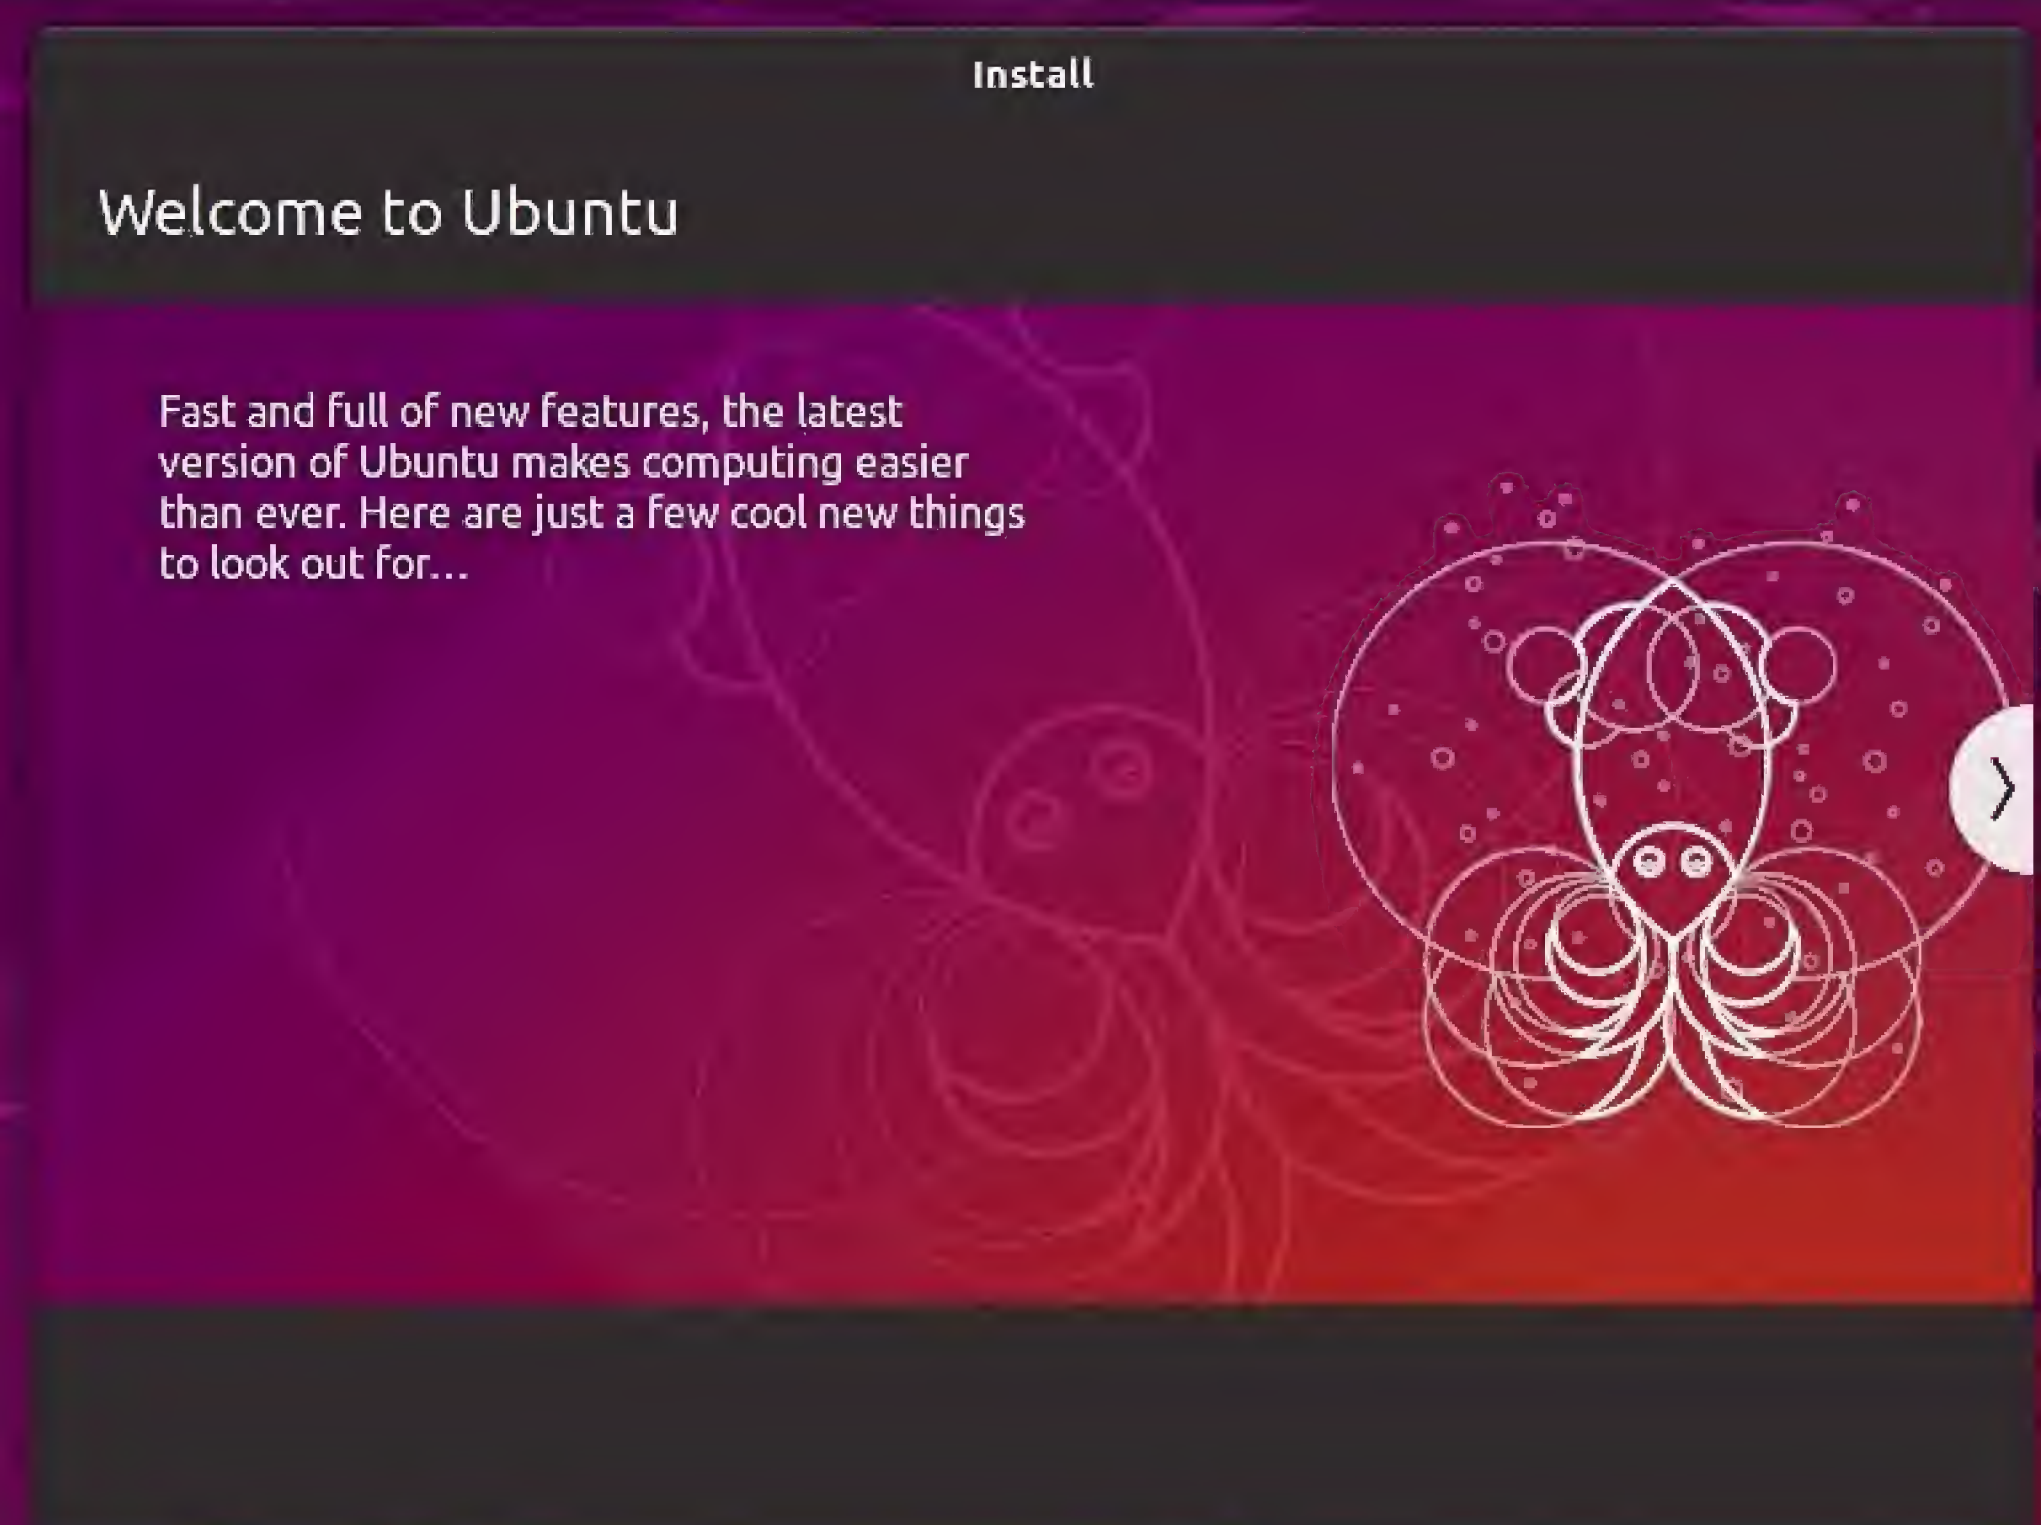 Install
Welcome to Ubuntu
Fast and full of new features, the latest
version of Ubuntu makes computing easier
than ever. Here are just a few cool new things
to look out for...